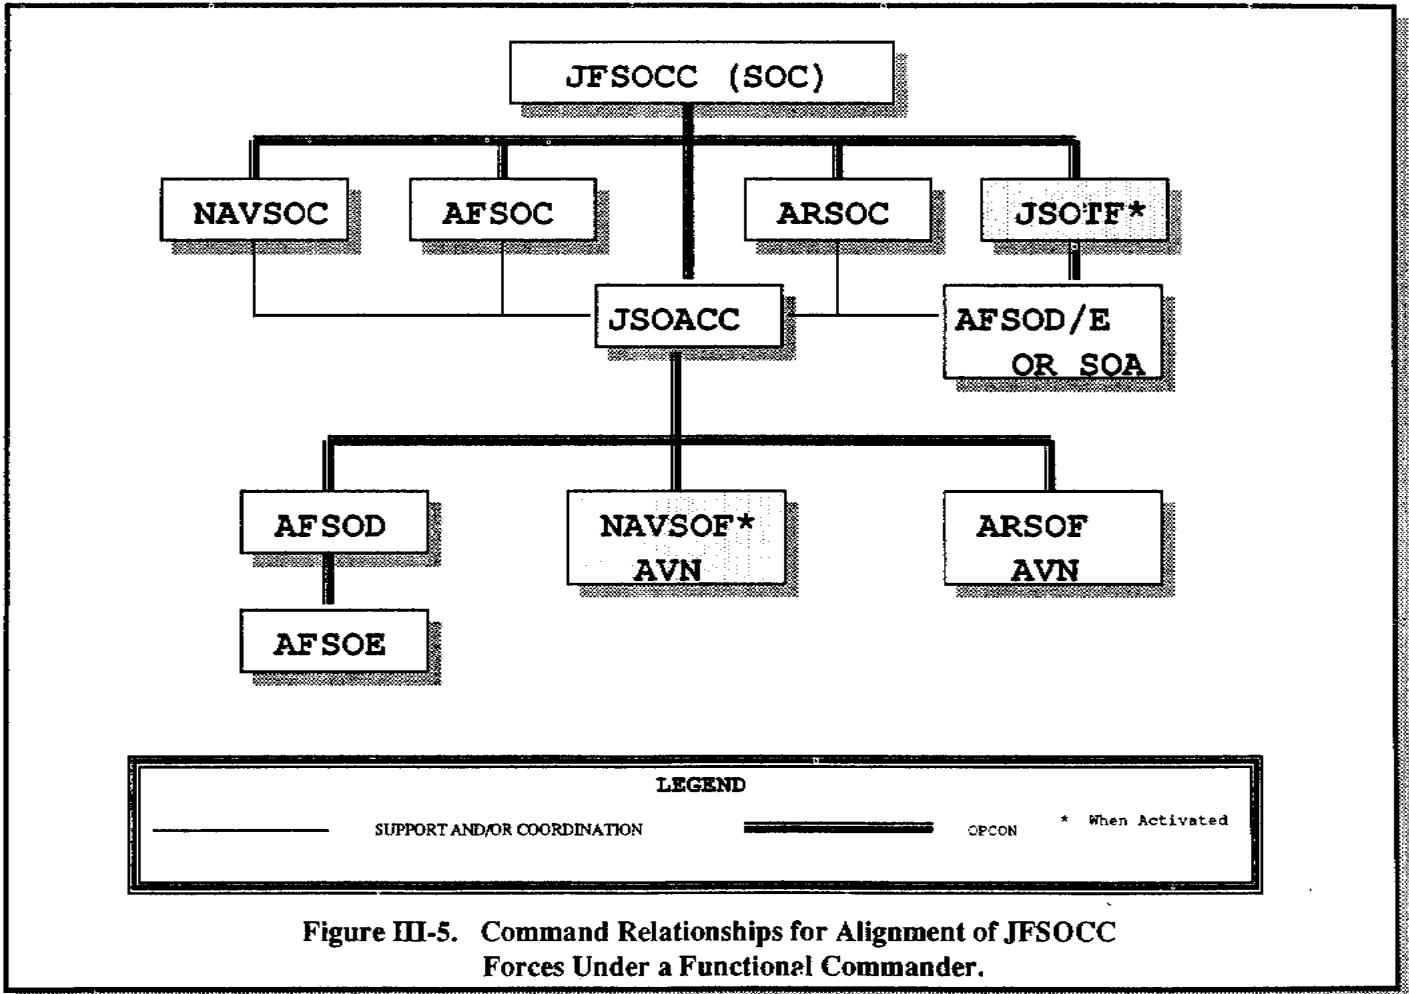 JFSOCC (SOC)
NAVSOC
AFSOC
ARSOC
JSOTF*
JSOACC
AFSOD/E
OR SOA
AFSOD
NAVSOF*
AVN
ARSOF
AVN
AFSOE
LEGEND
SUPPORT AND/OR COORDINATION
OPCON
* When Activated
Figure III-5. Command Relationships for Alignment of JFSOCC
Forces Under a Functional Commander.